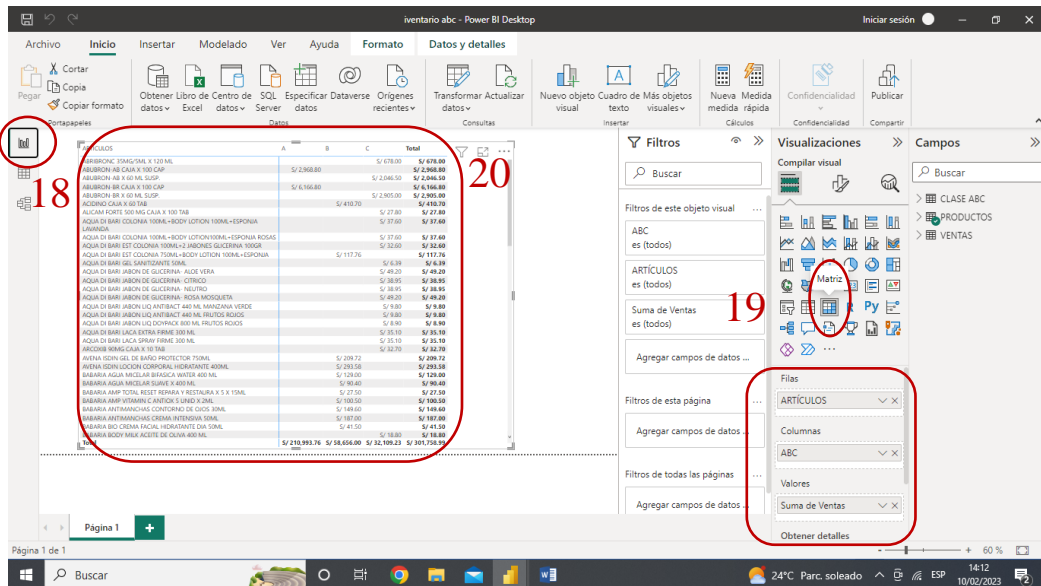 iventario abc - Power BI Desktop
Iniciar sesión
Archivo Inicio Insertar Modelado Ver Ayuda Formato Datos y detalles
Pegar
Cortar
Copia
Copiar formato
Portapapeles
Obtener datos
Libro de Excel
Centro de datos
SQL Server
Especificar datos
Dataverse
Orígenes recientes
Datos
Transformar datos
Actualizar
Consultas
Nuevo objeto visual
Cuadro de texto
Más objetos visuales
Insertar
Nueva medida
Medida rápida
Cálculos
Confidencialidad
Confidencialidad
Publicar
Compartir
18
20
19
ARTÍCULOS A B C Total
ABRIBRONC 35MG/5ML X 120 ML S/ 678.00 S/ 678.00
ABUBRON-AB CAJA X 100 CAP S/ 2,968.80 S/ 2,968.80
ABUBRON-AB X 60 ML SUSP. S/ 2,046.50 S/ 2,046.50
ABUBRON-BR CAJA X 100 CAP S/ 6,166.80 S/ 6,166.80
ABUBRON-BR X 60 ML SUSP. S/ 2,905.00 S/ 2,905.00
ACIDINO CAJA X 60 TAB S/ 410.70 S/ 410.70
ALICAM FORTE 500 MG CAJA X 100 TAB S/ 27.80 S/ 27.80
AQUA DI BARI COLONIA 100ML+BODY LOTION 100ML+ESPONJA S/ 37.60 S/ 37.60
LAVANDA
AQUA DI BARI COLONIA 100ML+BODY LOTION100ML+ESPONJA ROSAS S/ 37.60 S/ 37.60
AQUA DI BARI EST COLONIA 100ML+2 JABONES GLICERINA 100GR S/ 32.60 S/ 32.60
AQUA DI BARI EST COLONIA 750ML+BODY LOTION 100ML+ESPONJA S/ 117.76 S/ 117.76
AQUA DI BARI GEL SANITIZANTE 50ML S/ 6.39 S/ 6.39
AQUA DI BARI JABON DE GLICERINA- ALOE VERA S/ 49.20 S/ 49.20
AQUA DI BARI JABON DE GLICERINA- CITRICO S/ 38.95 S/ 38.95
AQUA DI BARI JABON DE GLICERINA- NEUTRO S/ 38.95 S/ 38.95
AQUA DI BARI JABON DE GLICERINA- ROSA MOSQUETA S/ 49.20 S/ 49.20
AQUA DI BARI JABON LIQ ANTIBACT 440 ML MANZANA VERDE S/ 9.80 S/ 9.80
AQUA DI BARI JABON LIQ ANTIBACT 440 ML FRUTOS ROJOS S/ 9.80 S/ 9.80
AQUA DI BARI JABON LIQ DOYPACK 800 ML FRUTOS ROJOS S/ 8.90 S/ 8.90
AQUA DI BARI LACA EXTRA FIRME 300 ML S/ 35.10 S/ 35.10
AQUA DI BARI LACA SPRAY FIRME 300 ML S/ 35.10 S/ 35.10
ARCOXIB 90MG CAJA X 10 TAB S/ 32.70 S/ 32.70
AVENA ISDIN GEL DE BAÑO PROTECTOR 750ML S/ 209.72 S/ 209.72
AVENA ISDIN LOCION CORPORAL HIDRATANTE 400ML S/ 293.58 S/ 293.58
BABARIA AGUA MICELAR BIFASICA WATER 400 ML S/ 129.00 S/ 129.00
BABARIA AGUA MICELAR SUAVE X 400 ML S/ 90.40 S/ 90.40
BABARIA AMP TOTAL RESET REPARA Y RESTAURA X 5 X 15ML S/ 27.50 S/ 27.50
BABARIA AMP VITAMIN C ANTIOX 5 UNID X 2ML S/ 100.50 S/ 100.50
BABARIA ANTIMANCHAS CONTORNO DE OJOS 30ML S/ 149.60 S/ 149.60
BABARIA ANTIMANCHAS CREMA INTENSIVA 50ML S/ 187.00 S/ 187.00
BABARIA BIO CREMA FACIAL HIDRATANTE DIA 50ML S/ 41.50 S/ 41.50
BABARIA BODY MILK ACEITE DE OLIVA 400 ML S/ 18.80 S/ 18.80
Total S/ 210,993.76 S/ 58,656.00 S/ 32,109.23 S/ 301,758.99
Filtros
Buscar
Filtros de este objeto visual ...
ABC
es (todos)
ARTÍCULOS
es (todos)
Suma de Ventas
es (todos)
Agregar campos de datos ...
Filtros de esta página ...
Agregar campos de datos ..
Filtros de todas las páginas ...
Agregar campos de datos ..
Visualizaciones
Compilar visual
Matriz
Py
Filas
ARTÍCULOS
Columnas
ABC
Valores
Suma de Ventas
Obtener detalles
Campos
Buscar
CLASE ABC
PRODUCTOS
VENTAS
Página 1
Página 1 de 1
60 %
Buscar
24°C Parc. soleado
ESP
14:12
10/02/2023
2